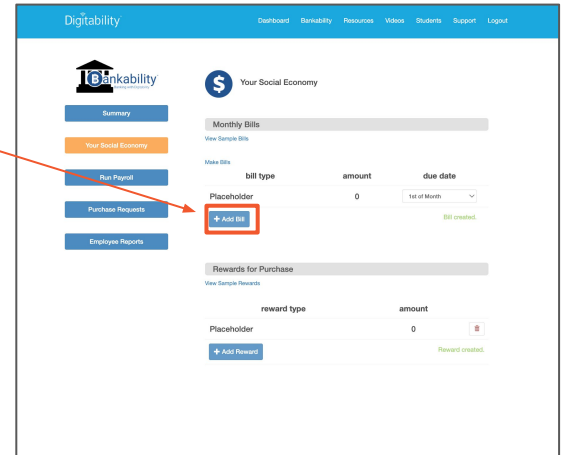 Digitability
Dashboard Bankability Resources Videos Students Support Logout
Bankability
Banking with Digitability
Your Social Economy
Summary
Your Social Economy
Run Payroll
Purchase Requests
Employee Reports
Monthly Bills
View Sample Bills
Make Bills
bill type amount due date
Placeholder 0 1st of Month
+ Add Bill Bill created.
Rewards for Purchase
View Sample Rewards
reward type amount
Placeholder 0
+ Add Reward Reward created.